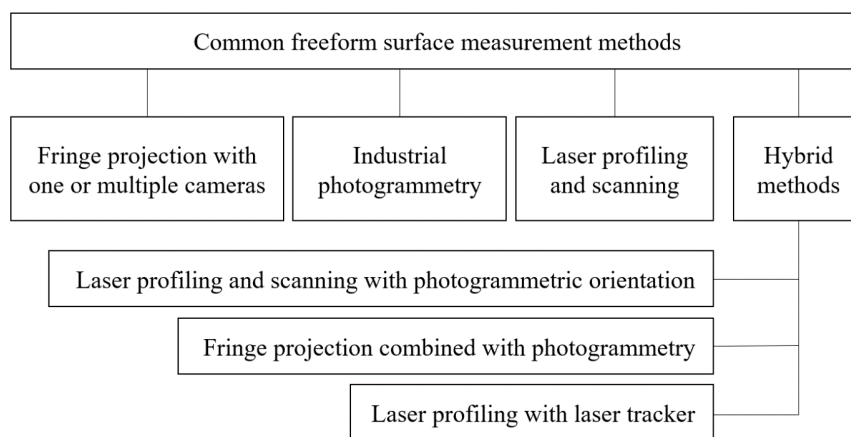 Common freeform surface measurement methods
Fringe projection with
one or multiple cameras
Industrial
photogrammetry
Laser profiling
and scanning
Hybrid
methods
Laser profiling and scanning with photogrammetric orientation
Fringe projection combined with photogrammetry
Laser profiling with laser tracker